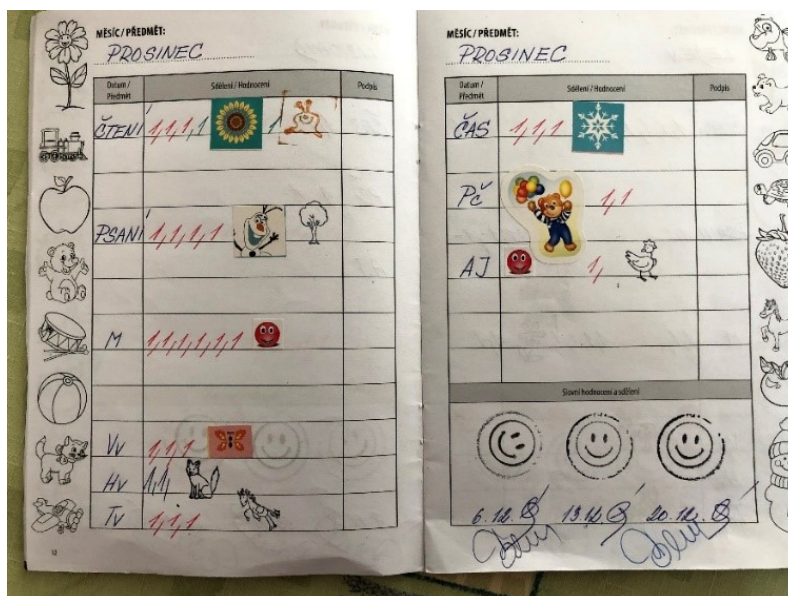 MĚSÍC / PŘEDMĚT:
PROSINEC
Datum / Předmět Sdělení / Hodnocení Podpis
ČTENÍ 1,1,1,1 1
PSANÍ 1,1,1,1
M 1,1,1,1,1,1
Vv 1,1,1
Hv 1,1,
Tv 1,1,1
12
MĚSÍC / PŘEDMĚT:
PROSINEC
Datum / Předmět Sdělení / Hodnocení Podpis
ČAS 1,1,1
PČ 1,1
AJ 1,
Slovní hodnocení a sdělení
6.12. 13.12. 20.12.